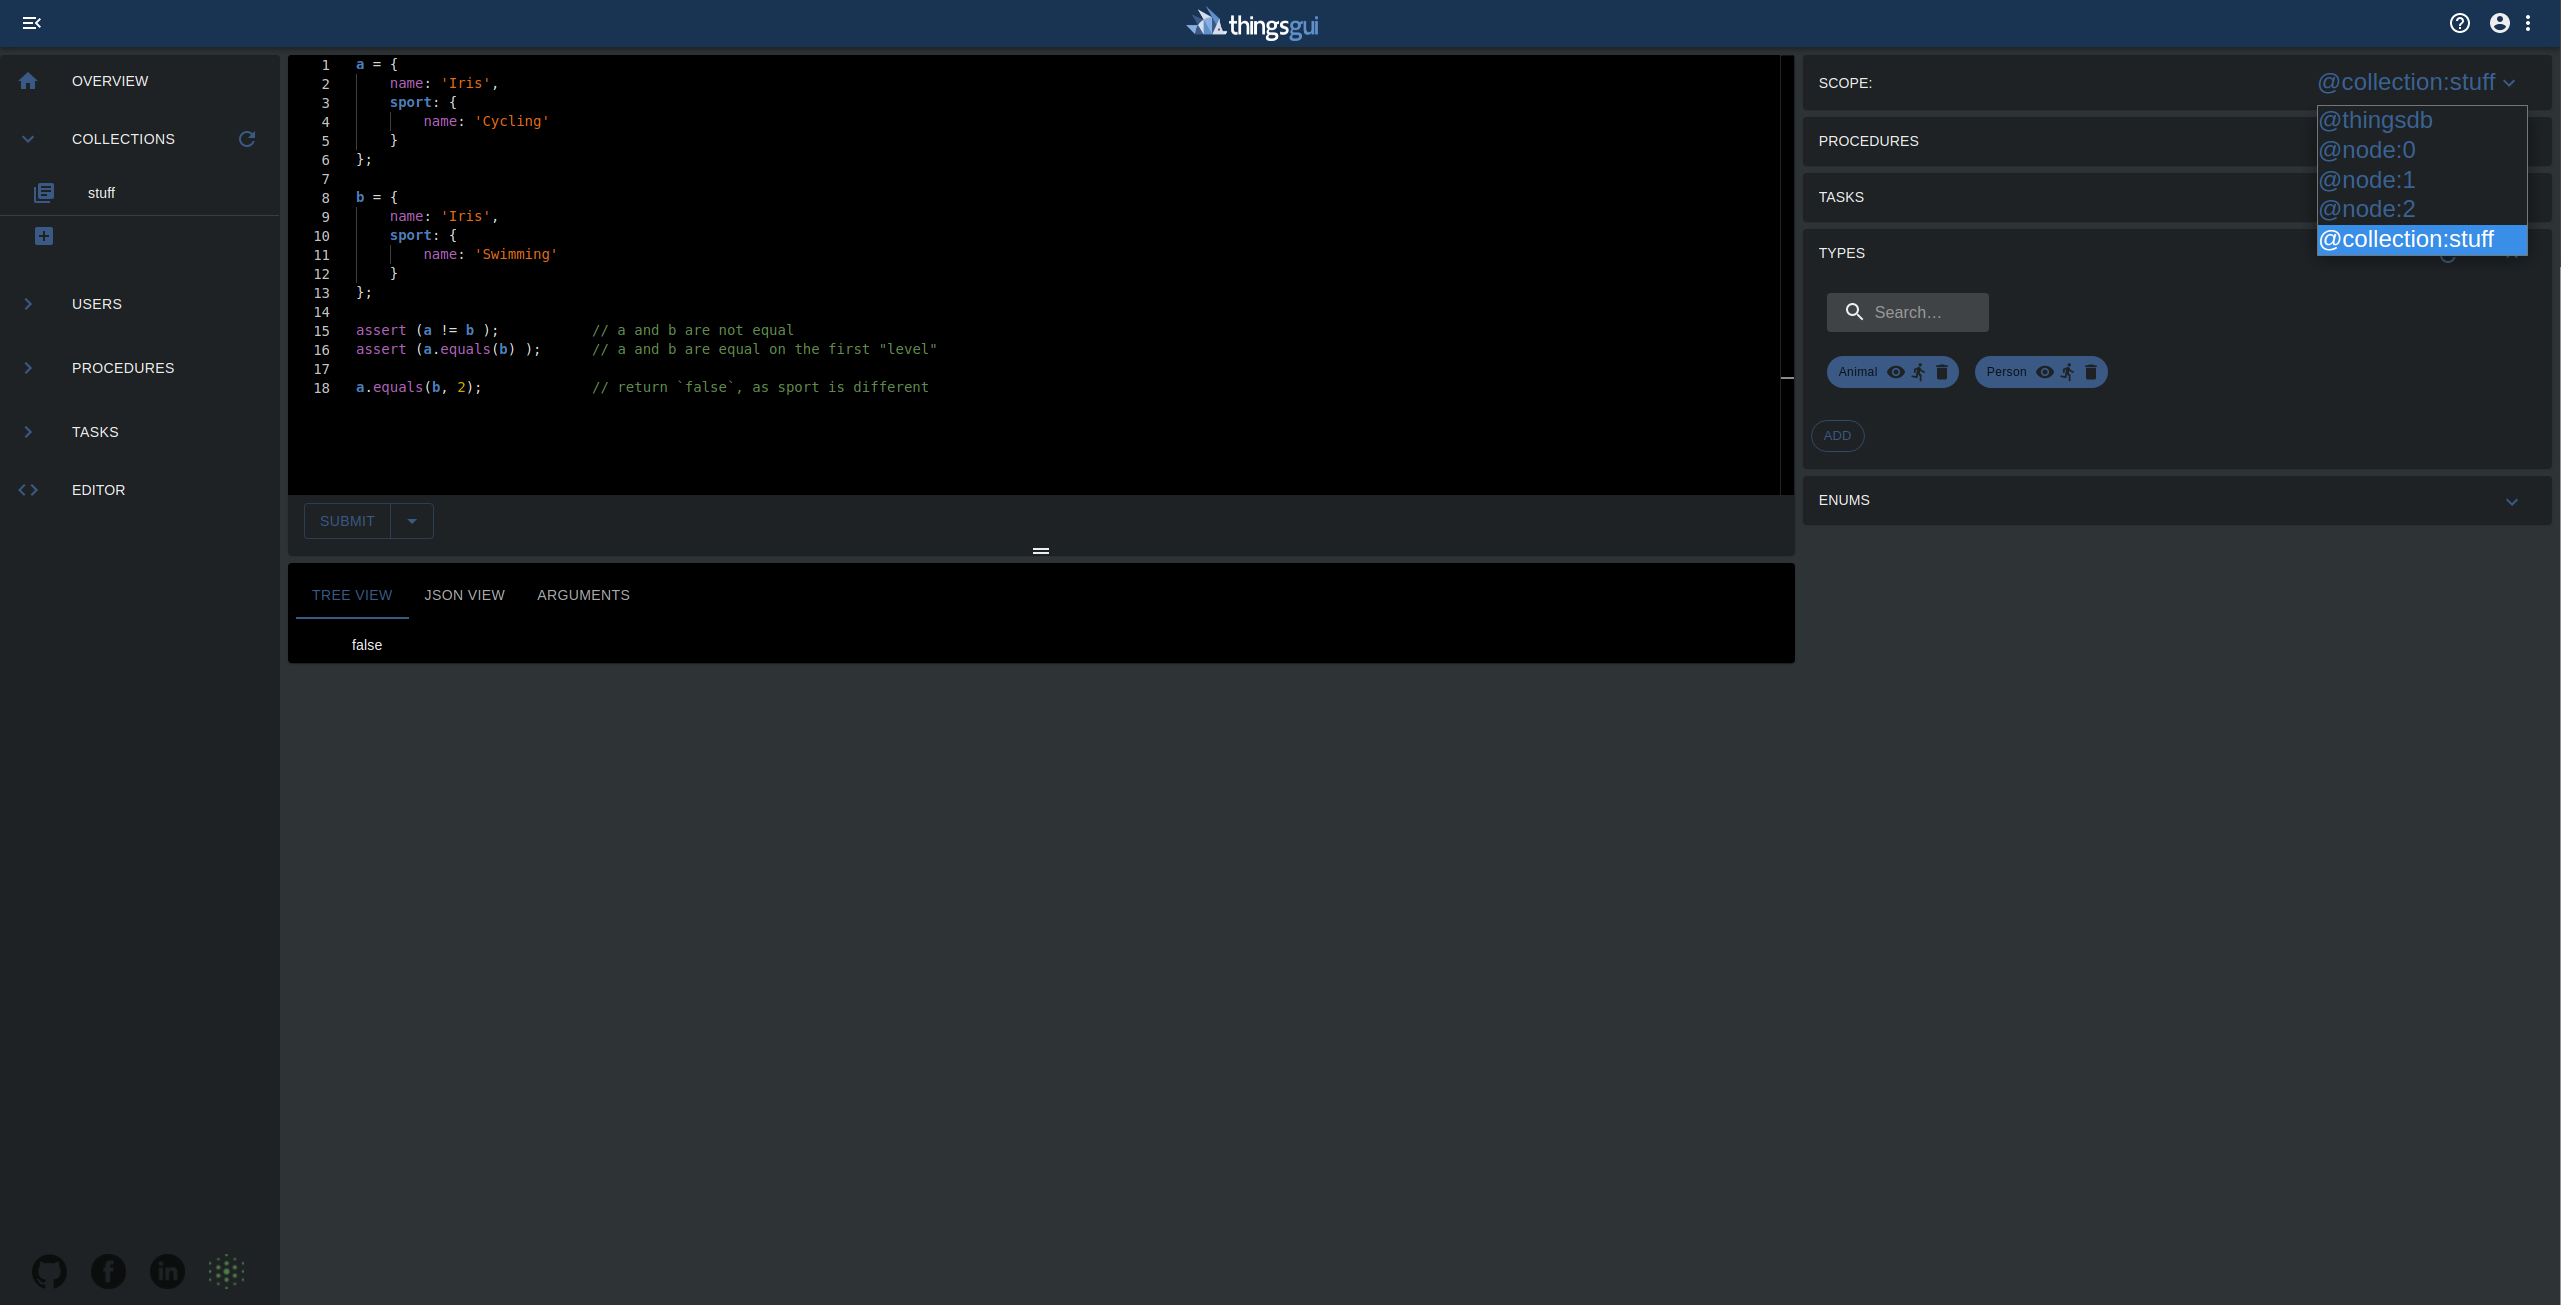 thingsgui
OVERVIEW
COLLECTIONS
stuff
USERS
PROCEDURES
TASKS
EDITOR
1 a = {
2     name: 'Iris',
3     sport: {
4         name: 'Cycling'
5     }
6 };
7
8 b = {
9     name: 'Iris',
10     sport: {
11         name: 'Swimming'
12     }
13 };
14
15 assert (a != b );           // a and b are not equal
16 assert (a.equals(b) );      // a and b are equal on the first "level"
17
18 a.equals(b, 2);             // return `false`, as sport is different
SUBMIT
TREE VIEW JSON VIEW ARGUMENTS
false
SCOPE: @collection:stuff
@thingsdb
@node:0
@node:1
@node:2
@collection:stuff
PROCEDURES
TASKS
TYPES
Search…
Animal Person
ADD
ENUMS